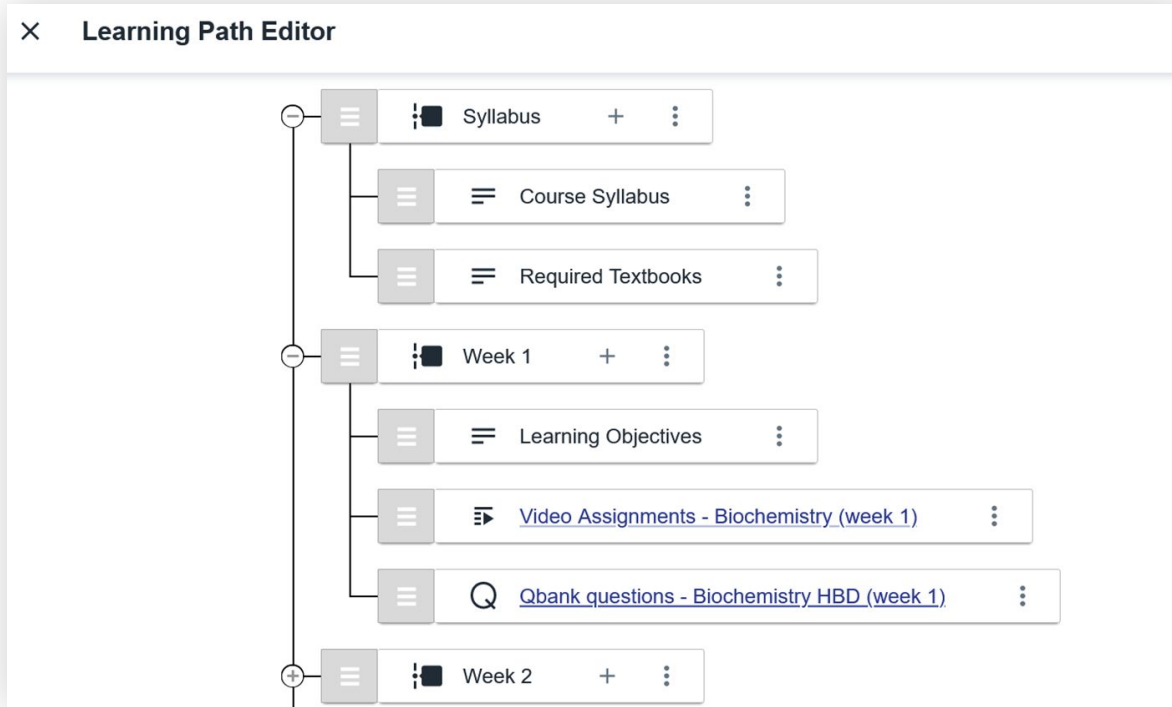 Learning Path Editor
Syllabus
Course Syllabus
Required Textbooks
Week 1
Learning Objectives
Video Assignments - Biochemistry (week 1)
Qbank questions - Biochemistry HBD (week 1)
Week 2